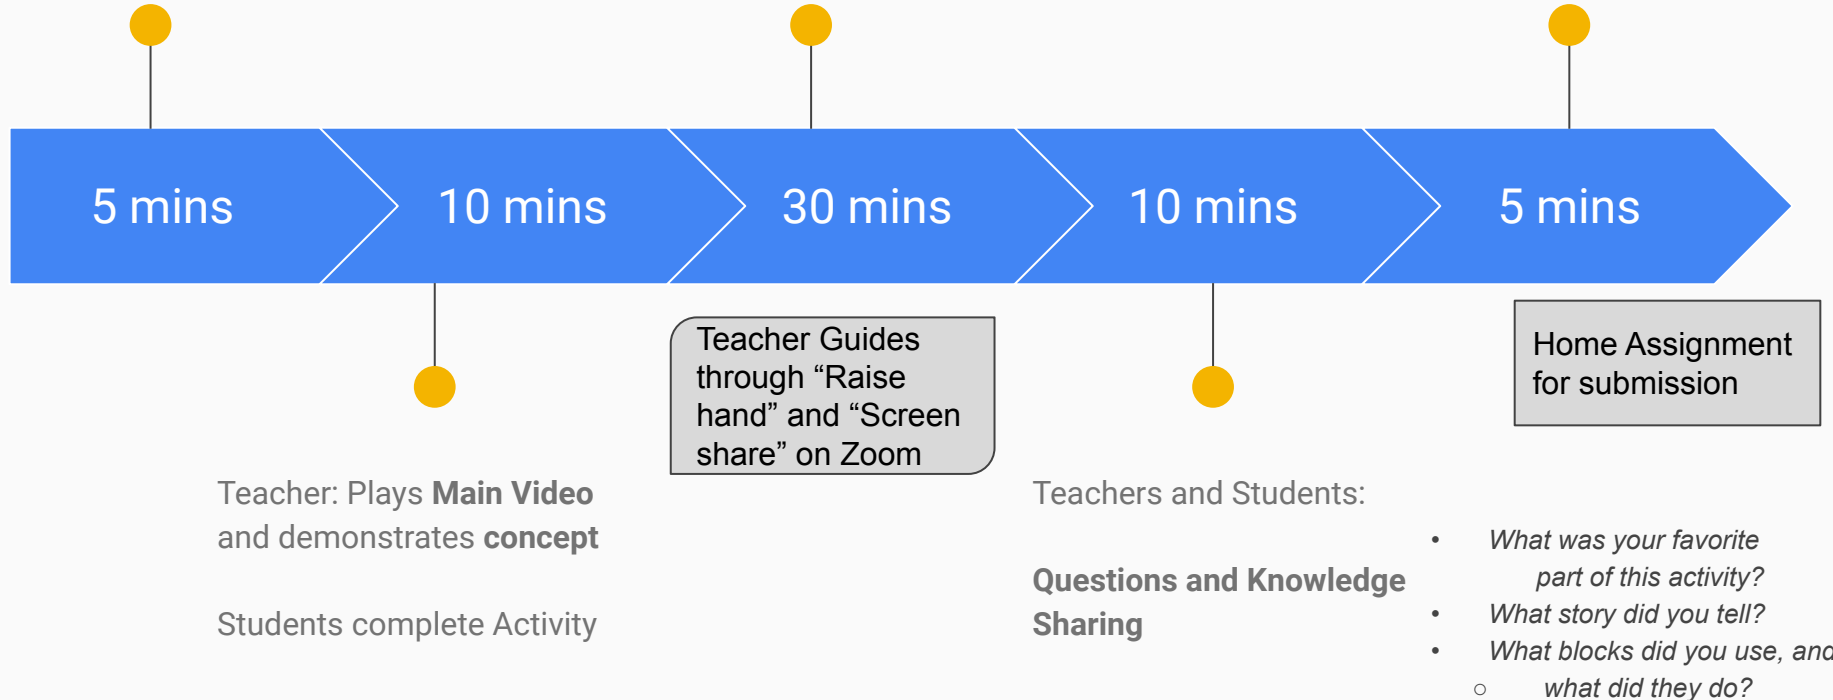 5 mins
10 mins
30 mins
10 mins
5 mins
Teacher Guides
through “Raise
hand” and “Screen
share” on Zoom
Home Assignment
for submission
Teacher: Plays Main Video
and demonstrates concept
Students complete Activity
Teachers and Students:
Questions and Knowledge
Sharing
• What was your favorite
part of this activity?
• What story did you tell?
• What blocks did you use, and
○ what did they do?